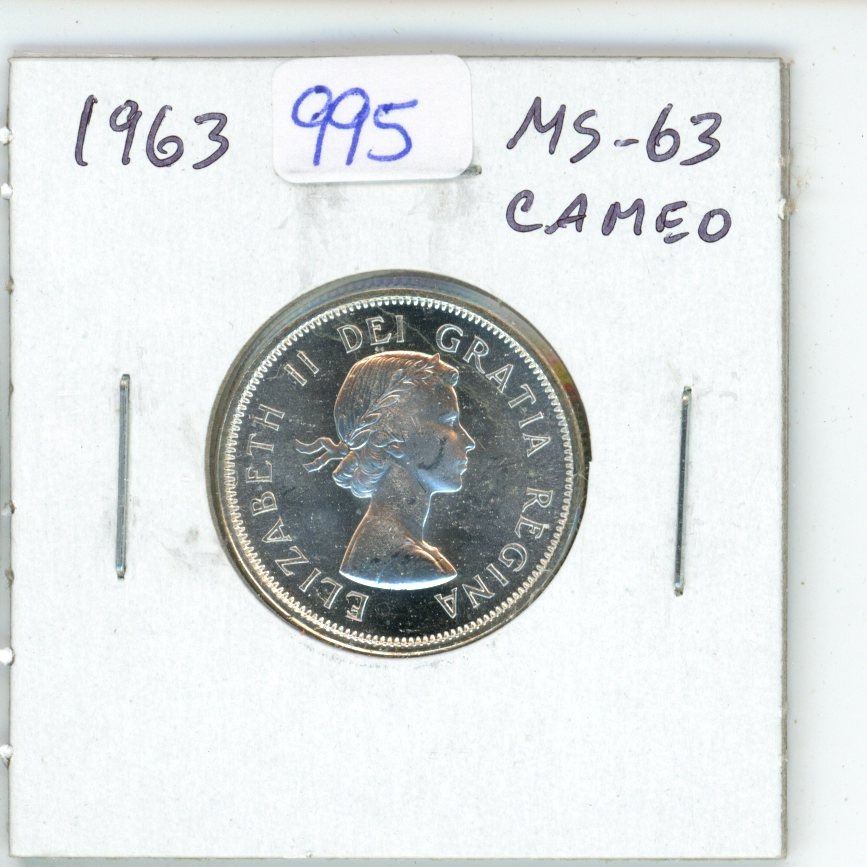 1963 995 MS-63
CAMEO
ELIZABETH II DEI GRATIA REGINA